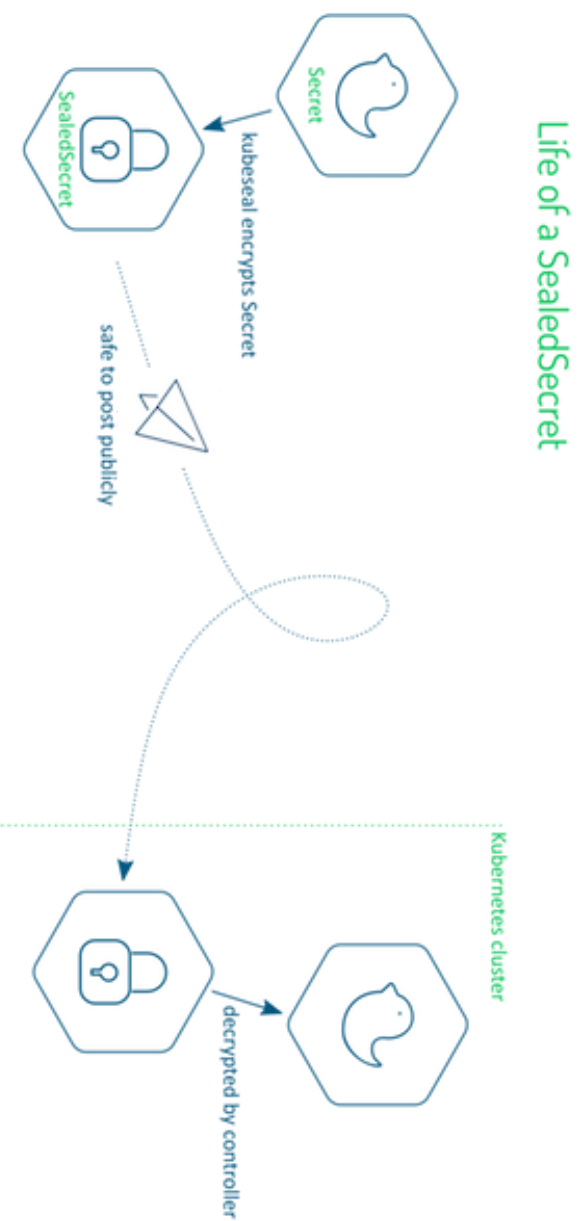 Life of a SealedSecret
Secret
kubeseal encrypts Secret
SealedSecret
safe to post publicly
Kubernetes cluster
decrypted by controller